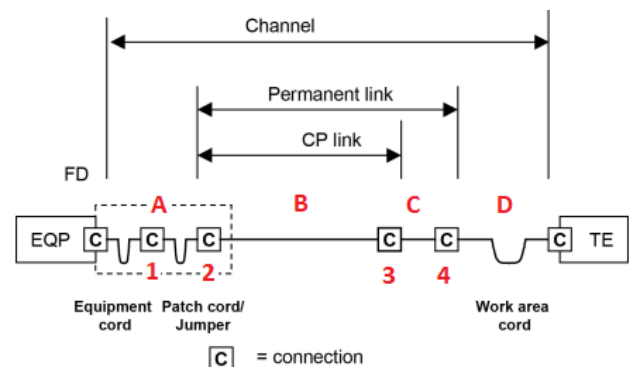 Channel
Permanent link
CP link
FD
A
B
C
D
EQP
C
C
C
C
C
C
TE
1
2
3
4
Equipment
cord
Patch cord/
Jumper
Work area
cord
C = connection